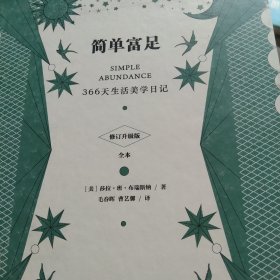 简单富足
SIMPLE
ABUNDANCE
366天生活美学日记
修订升级版
全本
[美] 莎拉·班·布瑞斯纳 / 著
毛春晖 曹艺馨 / 译